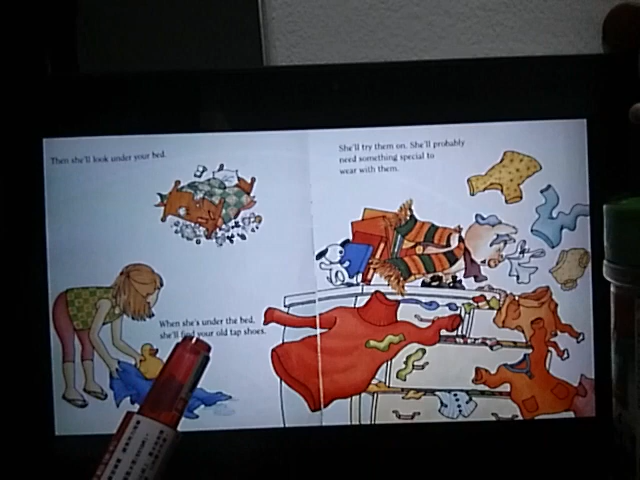 Then she'll look under your bed.
When she's under the bed,
she'll find your old tap shoes.
She'll try them on. She'll probably
need something special to
wear with them.